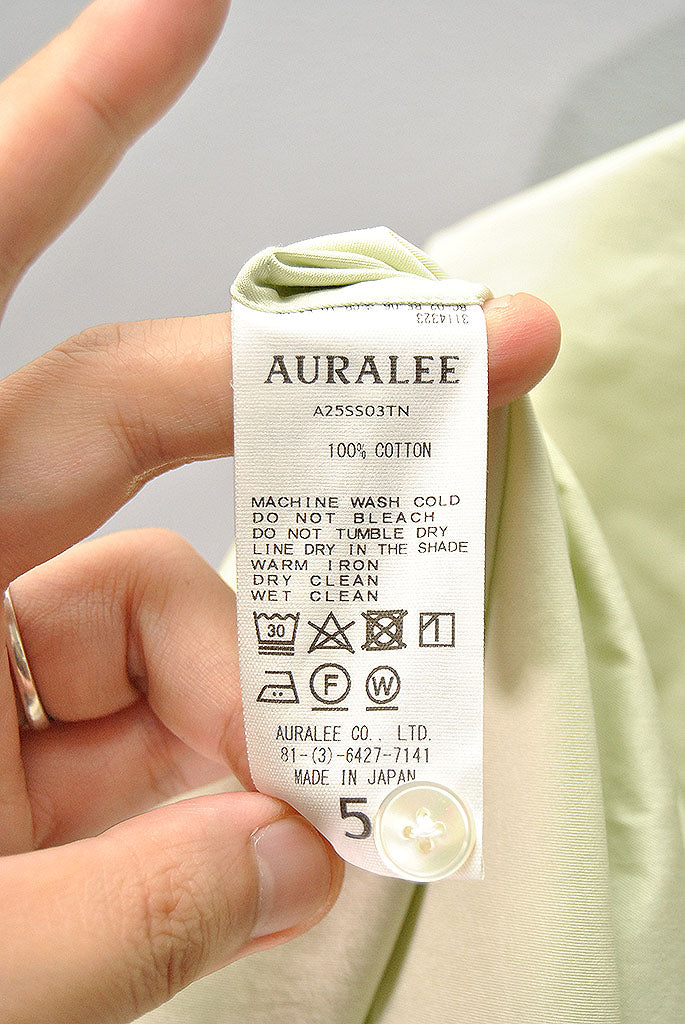 3114323
AURALEE
A25SS03TN
100% COTTON
MACHINE WASH COLD
DO NOT BLEACH
DO NOT TUMBLE DRY
LINE DRY IN THE SHADE
WARM IRON
DRY CLEAN
WET CLEAN
30
F
W
AURALEE CO., LTD.
81-(3)-6427-7141
MADE IN JAPAN
5